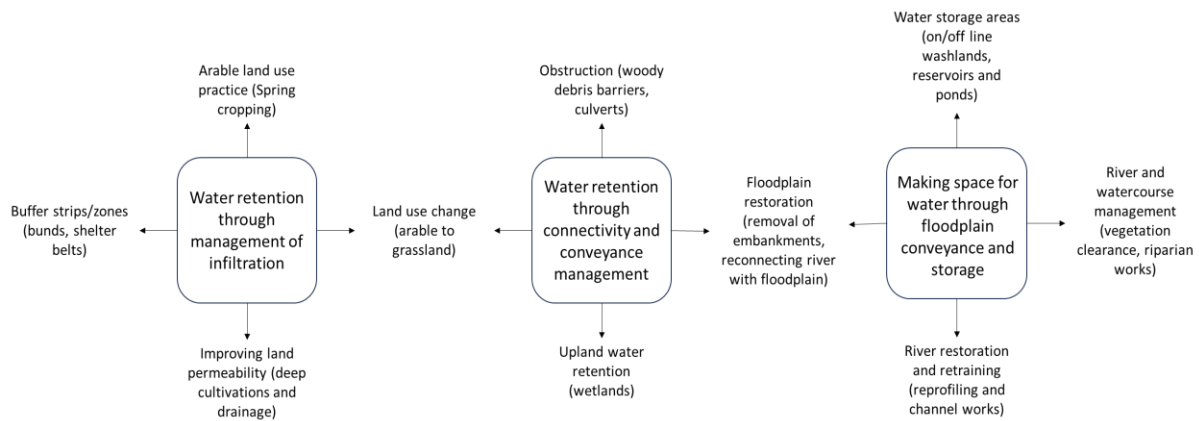 Arable land use
practice (Spring
cropping)
Buffer strips/zones
(bunds, shelter
belts)
Water retention
through
management of
infiltration
Improving land
permeability (deep
cultivations and
drainage)
Land use change
(arable to
grassland)
Obstruction (woody
debris barriers,
culverts)
Water retention
through
connectivity and
conveyance
management
Upland water
retention
(wetlands)
Floodplain
restoration
(removal of
embankments,
reconnecting river
with floodplain)
Water storage areas
(on/off line
washlands,
reservoirs and
ponds)
Making space for
water through
floodplain
conveyance and
storage
River and
watercourse
management
(vegetation
clearance, riparian
works)
River restoration
and retraining
(reprofiling and
channel works)